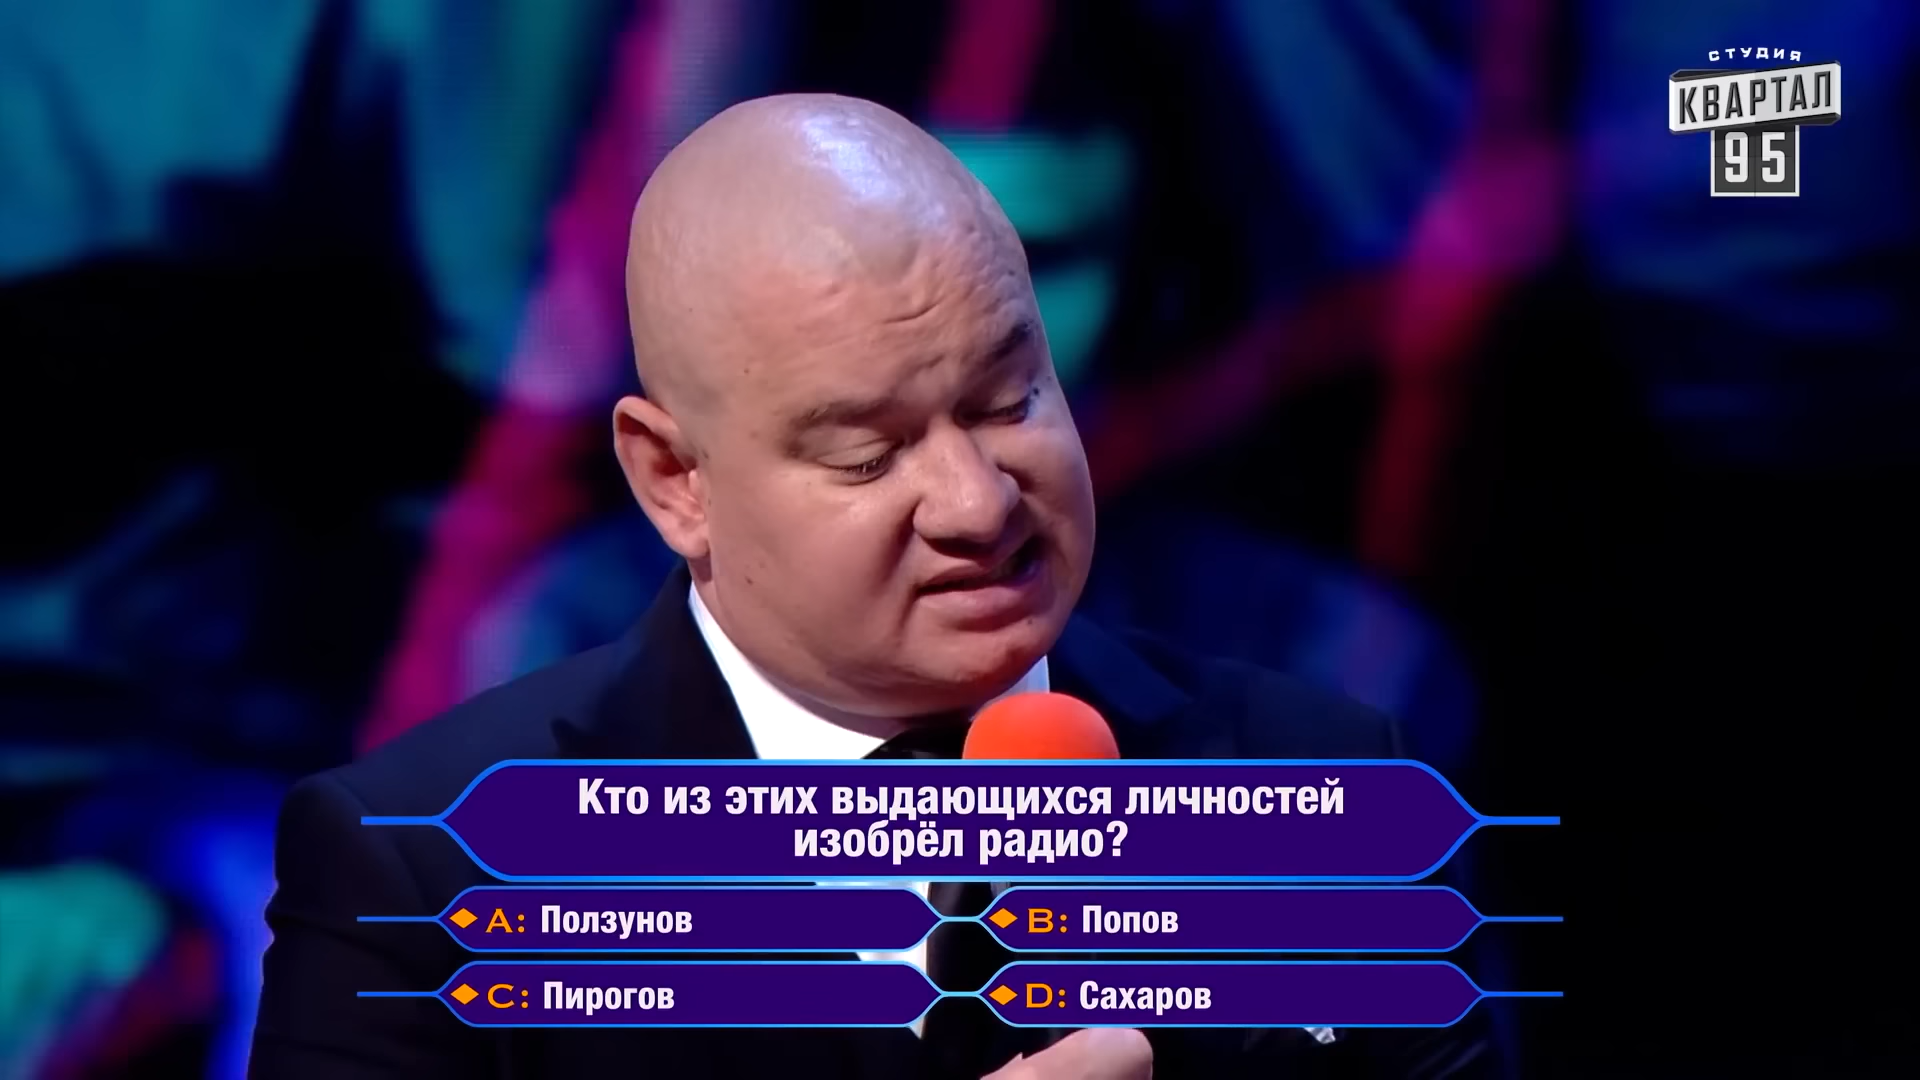 СТУДИЯ
КВАРТАЛ
95
Кто из этих выдающихся личностей
изобрёл радио?
A: Ползунов
B: Попов
C: Пирогов
D: Сахаров